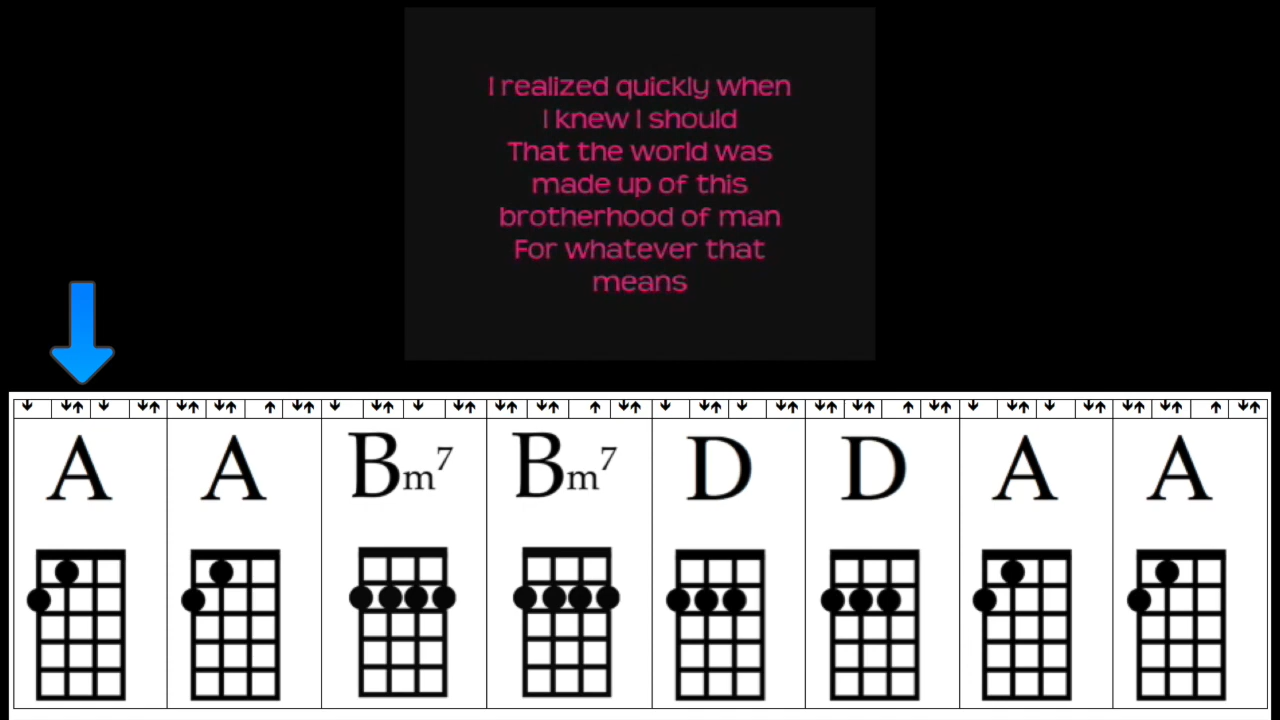 I realized quickly when
I knew I should
That the world was
made up of this
brotherhood of man
For whatever that
means
A A Bm7 Bm7 D D A A